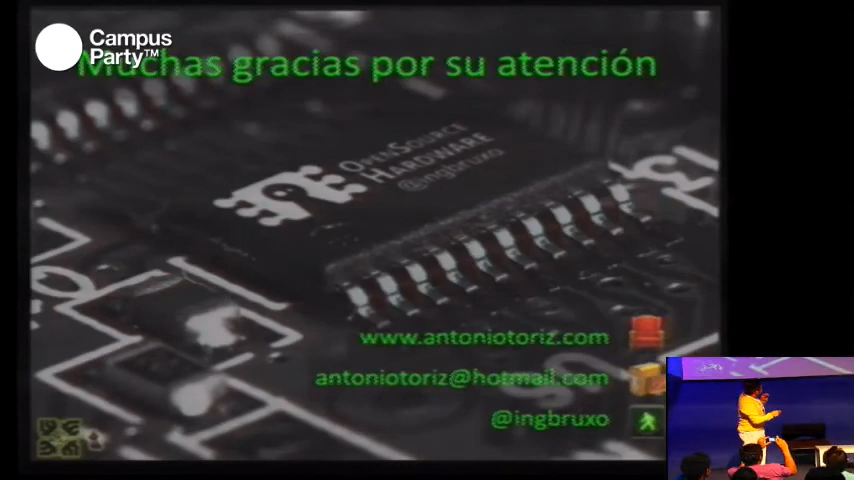 Campus
Party™
Muchas gracias por su atención
OPENSOURCE
HARDWARE
@ingbruxo
www.antoniotoriz.com
antoniotoriz@hotmail.com
@ingbruxo